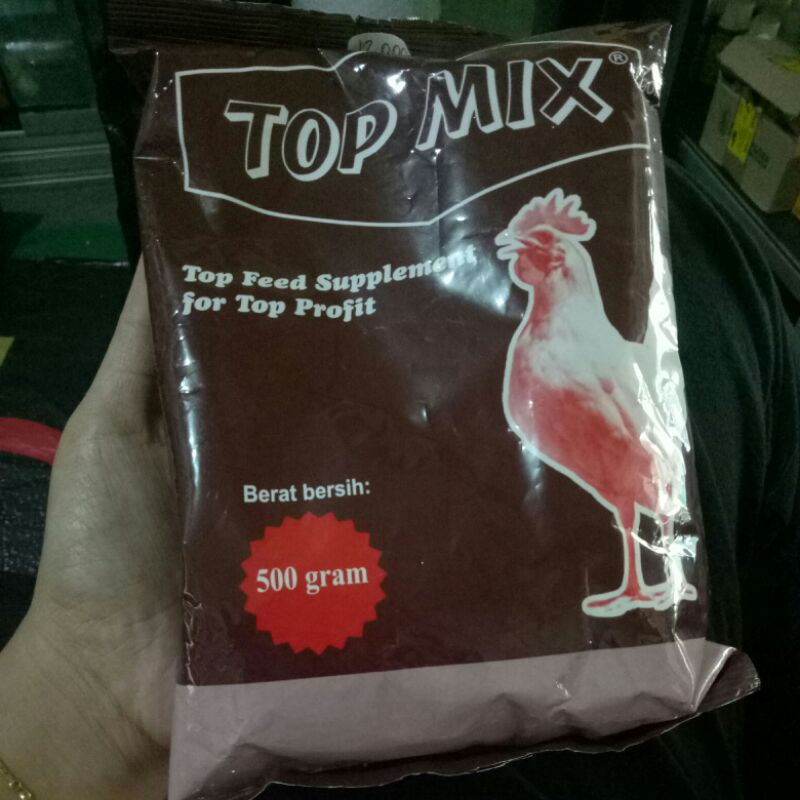 TOP MIX®
Top Feed Supplement
for Top Profit
Berat bersih:
500 gram